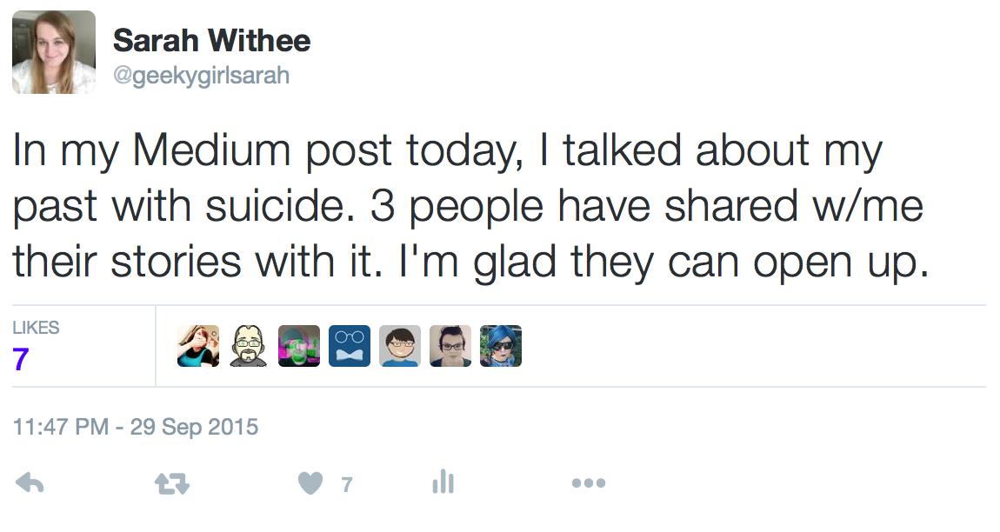 Sarah Withee
@geekygirlsarah
In my Medium post today, I talked about my
past with suicide. 3 people have shared w/me
their stories with it. I'm glad they can open up.
LIKES
7
11:47 PM - 29 Sep 2015
7